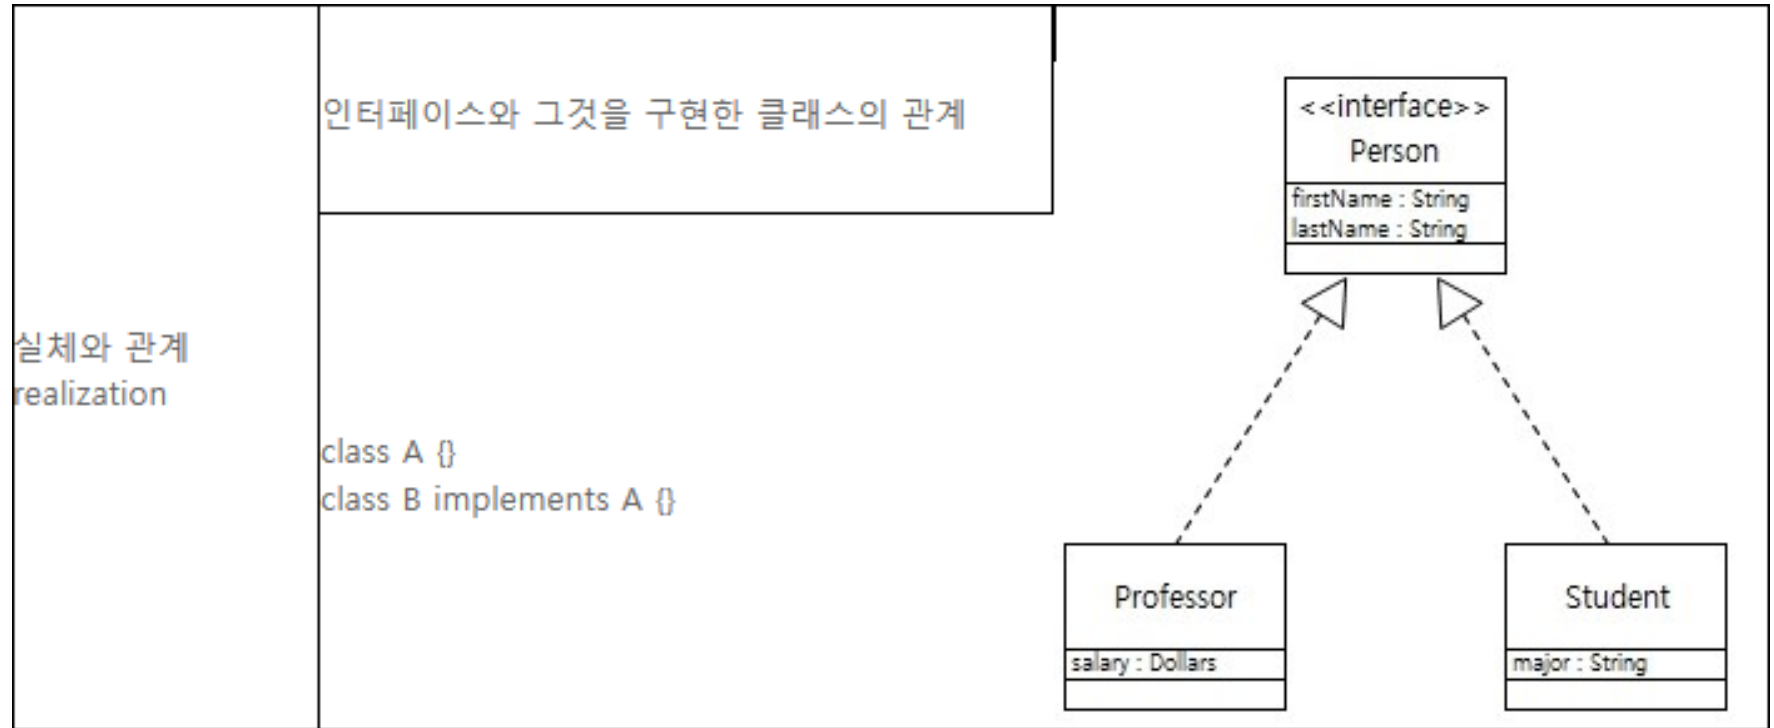 실체와 관계
realization
인터페이스와 그것을 구현한 클래스의 관계
class A {}
class B implements A {}
<<interface>>
Person
firstName : String
lastName : String
Professor
salary : Dollars
Student
major : String